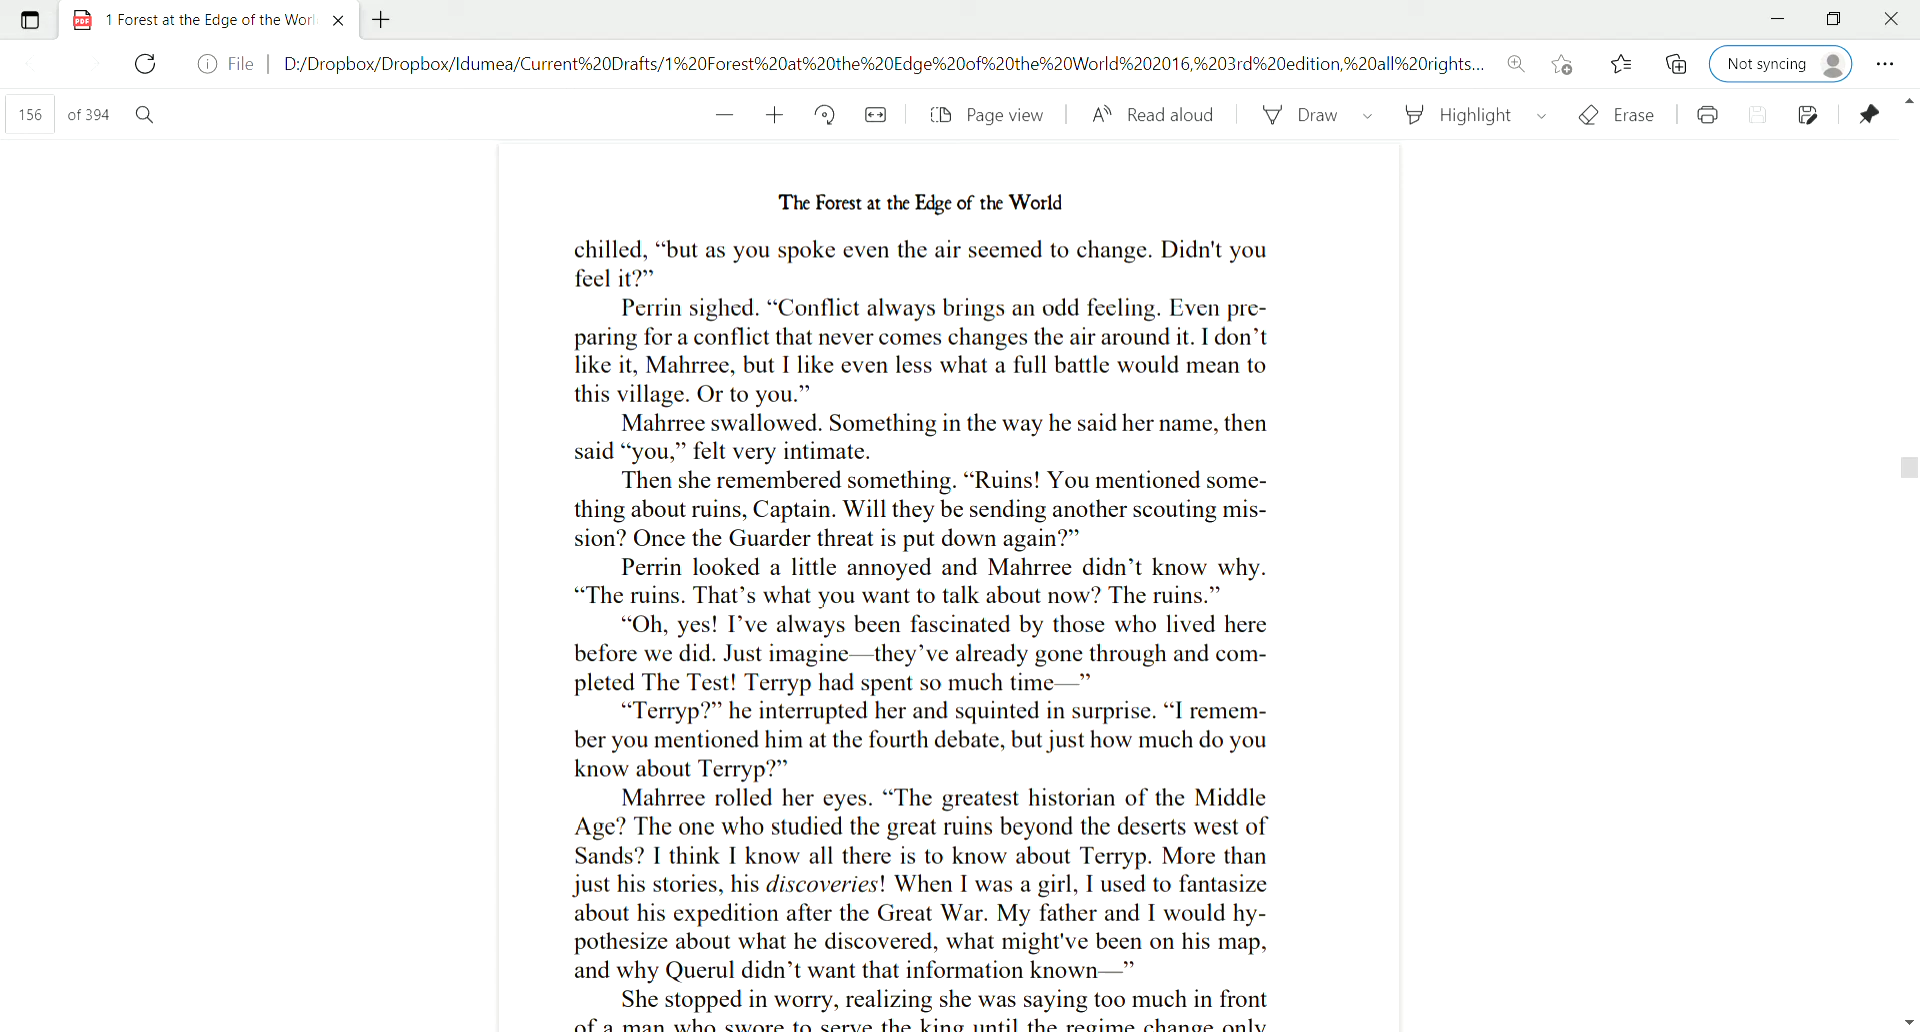 1 Forest at the Edge of the Worl
File
D:/Dropbox/Dropbox/Idumea/Current%20Drafts/1%20Forest%20at%20the%20Edge%20of%20the%20World%202016,%203rd%20edition,%20all%20rights...
Not syncing
156 of 394
Page view
Read aloud
Draw
Highlight
Erase
The Forest at the Edge of the World
chilled, “but as you spoke even the air seemed to change. Didn't you
feel it?”
Perrin sighed. “Conflict always brings an odd feeling. Even pre-
paring for a conflict that never comes changes the air around it. I don’t
like it, Mahrree, but I like even less what a full battle would mean to
this village. Or to you.”
Mahrree swallowed. Something in the way he said her name, then
said “you,” felt very intimate.
Then she remembered something. “Ruins! You mentioned some-
thing about ruins, Captain. Will they be sending another scouting mis-
sion? Once the Guarder threat is put down again?”
Perrin looked a little annoyed and Mahrree didn’t know why.
“The ruins. That’s what you want to talk about now? The ruins.”
“Oh, yes! I’ve always been fascinated by those who lived here
before we did. Just imagine—they’ve already gone through and com-
pleted The Test! Terryp had spent so much time—”
“Terryp?” he interrupted her and squinted in surprise. “I remem-
ber you mentioned him at the fourth debate, but just how much do you
know about Terryp?”
Mahrree rolled her eyes. “The greatest historian of the Middle
Age? The one who studied the great ruins beyond the deserts west of
Sands? I think I know all there is to know about Terryp. More than
just his stories, his discoveries! When I was a girl, I used to fantasize
about his expedition after the Great War. My father and I would hy-
pothesize about what he discovered, what might've been on his map,
and why Querul didn’t want that information known—”
She stopped in worry, realizing she was saying too much in front
of a man who swore to serve the king until the regime change only